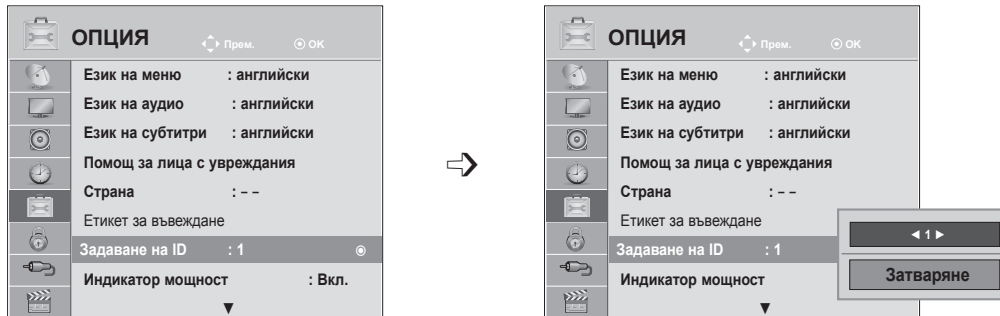 ОПЦИЯ Прем. OK
Език на меню : английски
Език на аудио : английски
Език на субтитри : английски
Помощ за лица с увреждания
Страна : – –
Етикет за въвеждане
Задаване на ID : 1
Индикатор мощност : Вкл.
ОПЦИЯ Прем. OK
Език на меню : английски
Език на аудио : английски
Език на субтитри : английски
Помощ за лица с увреждания
Страна : – –
Етикет за въвеждане
Задаване на ID : 1
Индикатор мощност
◄ 1 ►
Затваряне